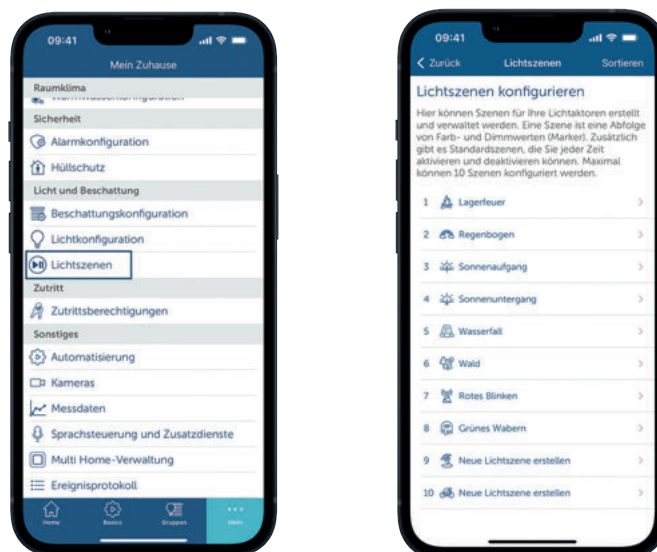 09:41
Mein Zuhause
Raumklima
Warmwasserkonfiguration
Sicherheit
Alarmkonfiguration
Hüllschutz
Licht und Beschattung
Beschattungskonfiguration
Lichtkonfiguration
Lichtszenen
Zutritt
Zutrittsberechtigungen
Sonstiges
Automatisierung
Kameras
Messdaten
Sprachsteuerung und Zusatzdienste
Multi Home-Verwaltung
Ereignisprotokoll
Home Basics Gruppen Mehr
09:41
Zurück Lichtszenen Sortieren
Lichtszenen konfigurieren
Hier können Szenen für Ihre Lichtaktoren erstellt
und verwaltet werden. Eine Szene ist eine Abfolge
von Farb- und Dimmwerten (Marker). Zusätzlich
gibt es Standardszenen, die Sie jeder Zeit
aktivieren und deaktivieren können. Maximal
können 10 Szenen konfiguriert werden.
1 Lagerfeuer
2 Regenbogen
3 Sonnenaufgang
4 Sonnenuntergang
5 Wasserfall
6 Wald
7 Rotes Blinken
8 Grünes Wabern
9 Neue Lichtszene erstellen
10 Neue Lichtszene erstellen